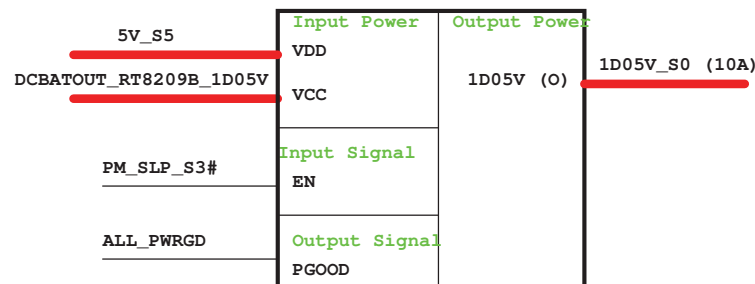 Input Power
Output Power
5V_S5
VDD
1D05V_S0 (10A)
DCBATOUT_RT8209B_1D05V
1D05V (O)
VCC
Input Signal
PM_SLP_S3#
EN
ALL_PWRGD
Output Signal
PGOOD